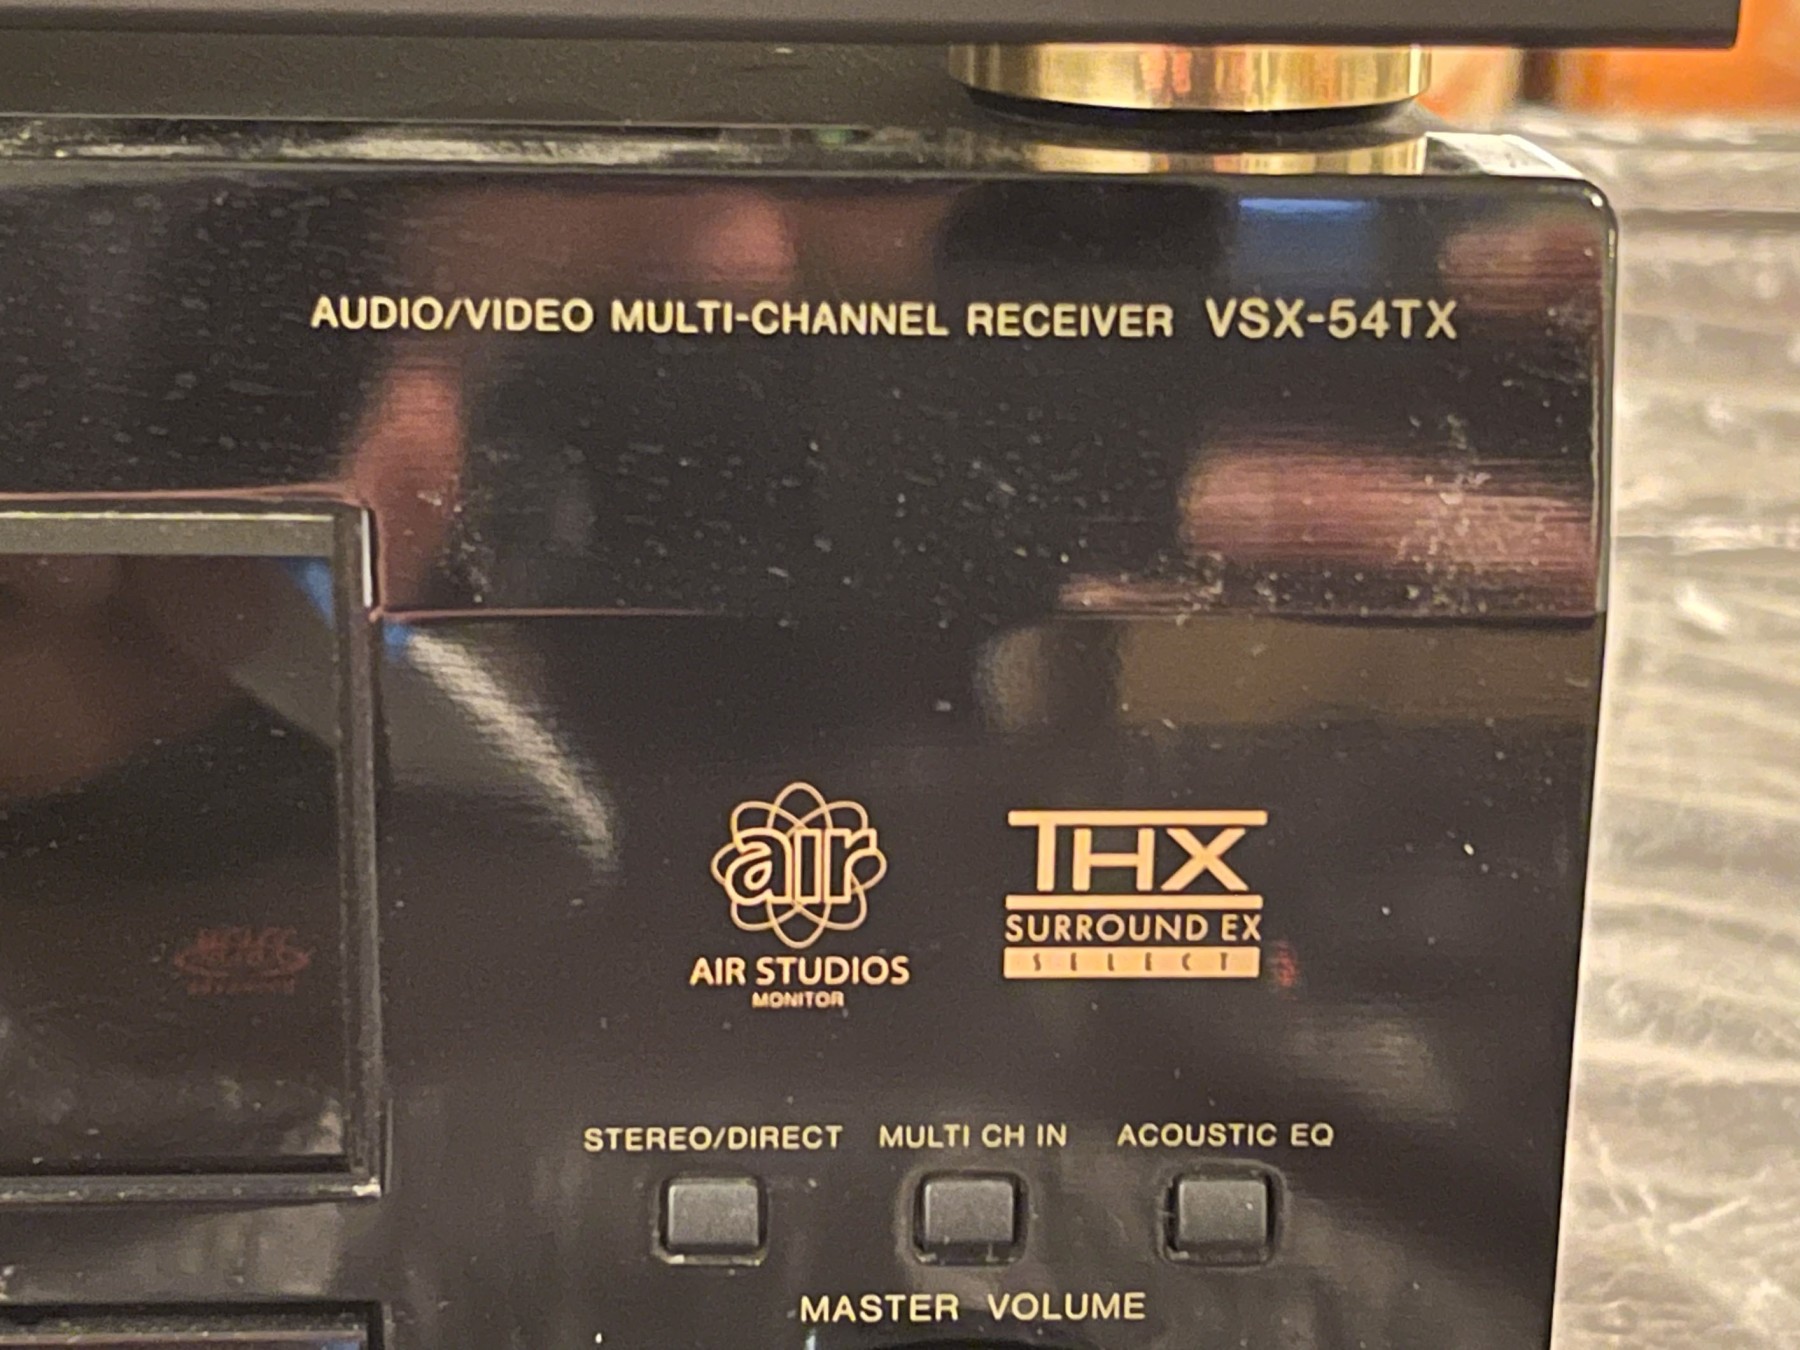 AUDIO/VIDEO MULTI-CHANNEL RECEIVER VSX-54TX
air
AIR STUDIOS
MONITOR
THX
SURROUND EX
SELECT
STEREO/DIRECT MULTI CH IN ACOUSTIC EQ
MASTER VOLUME